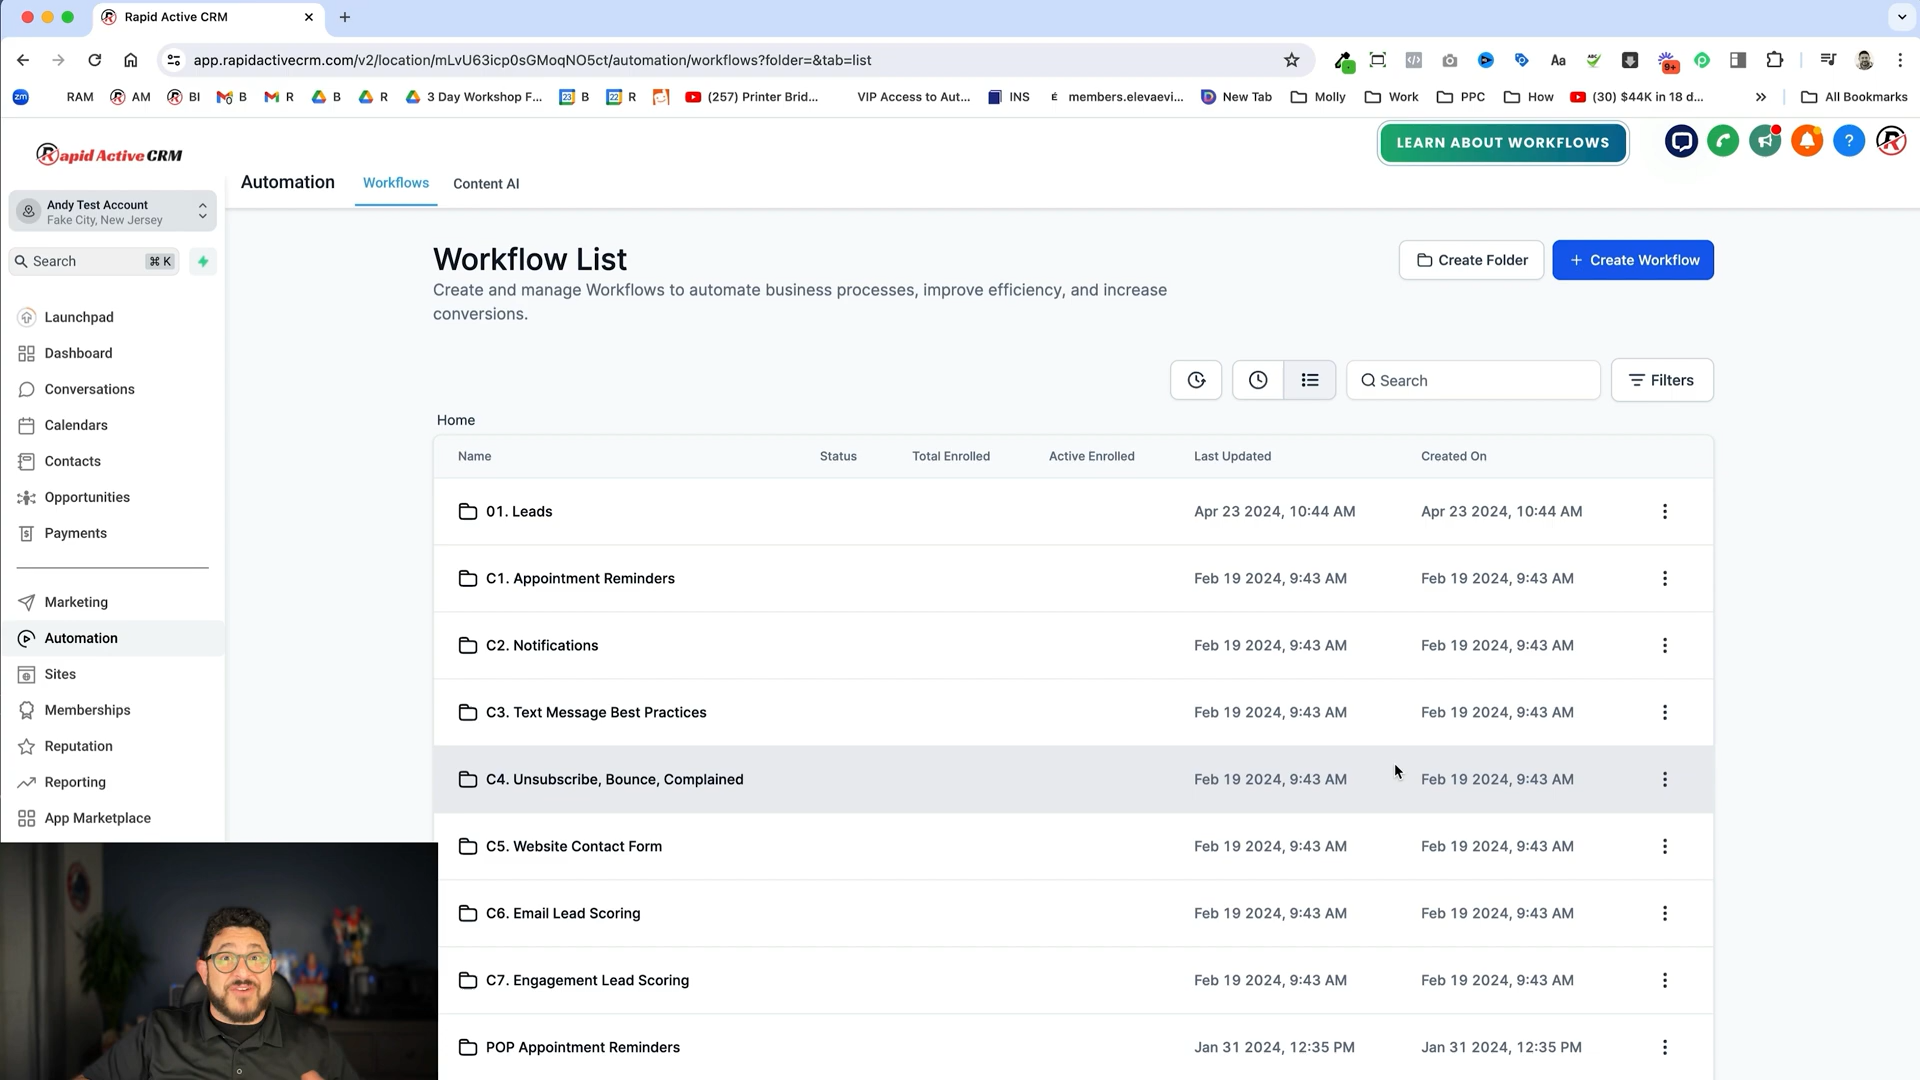 Rapid Active CRM
app.rapidactivecrm.com/v2/location/mLvU63icp0sGMoqNO5ct/automation/workflows?folder=&tab=list
Aa
9+
zm
RAM
AM
BI
B
R
B
R
3 Day Workshop F...
23 B
22 R
(257) Printer Brid...
VIP Access to Aut...
INS
É members.elevaevi...
New Tab
Molly
Work
PPC
How
(30) $44K in 18 d...
»
All Bookmarks
Rapid Active CRM
LEARN ABOUT WORKFLOWS
?
Automation
Workflows
Content AI
Andy Test Account
Fake City, New Jersey
Search ⌘ K
Launchpad
Dashboard
Conversations
Calendars
Contacts
Opportunities
Payments
Marketing
Automation
Sites
Memberships
Reputation
Reporting
App Marketplace
Workflow List
Create and manage Workflows to automate business processes, improve efficiency, and increase
conversions.
Create Folder
+ Create Workflow
Search
Filters
Home
Name Status Total Enrolled Active Enrolled Last Updated Created On
01. Leads Apr 23 2024, 10:44 AM Apr 23 2024, 10:44 AM
C1. Appointment Reminders Feb 19 2024, 9:43 AM Feb 19 2024, 9:43 AM
C2. Notifications Feb 19 2024, 9:43 AM Feb 19 2024, 9:43 AM
C3. Text Message Best Practices Feb 19 2024, 9:43 AM Feb 19 2024, 9:43 AM
C4. Unsubscribe, Bounce, Complained Feb 19 2024, 9:43 AM Feb 19 2024, 9:43 AM
C5. Website Contact Form Feb 19 2024, 9:43 AM Feb 19 2024, 9:43 AM
C6. Email Lead Scoring Feb 19 2024, 9:43 AM Feb 19 2024, 9:43 AM
C7. Engagement Lead Scoring Feb 19 2024, 9:43 AM Feb 19 2024, 9:43 AM
POP Appointment Reminders Jan 31 2024, 12:35 PM Jan 31 2024, 12:35 PM